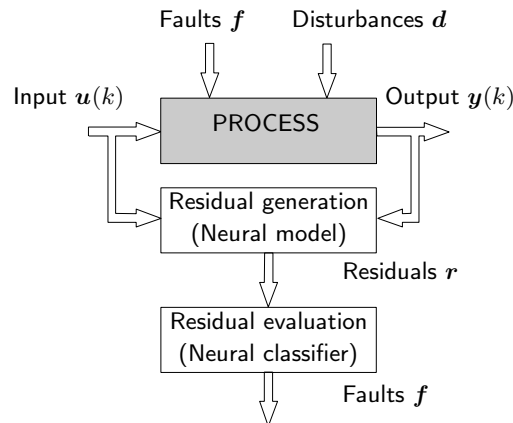 Faults f
Disturbances d
Input u(k)
Output y(k)
PROCESS
Residual generation
(Neural model)
Residuals r
Residual evaluation
(Neural classifier)
Faults f